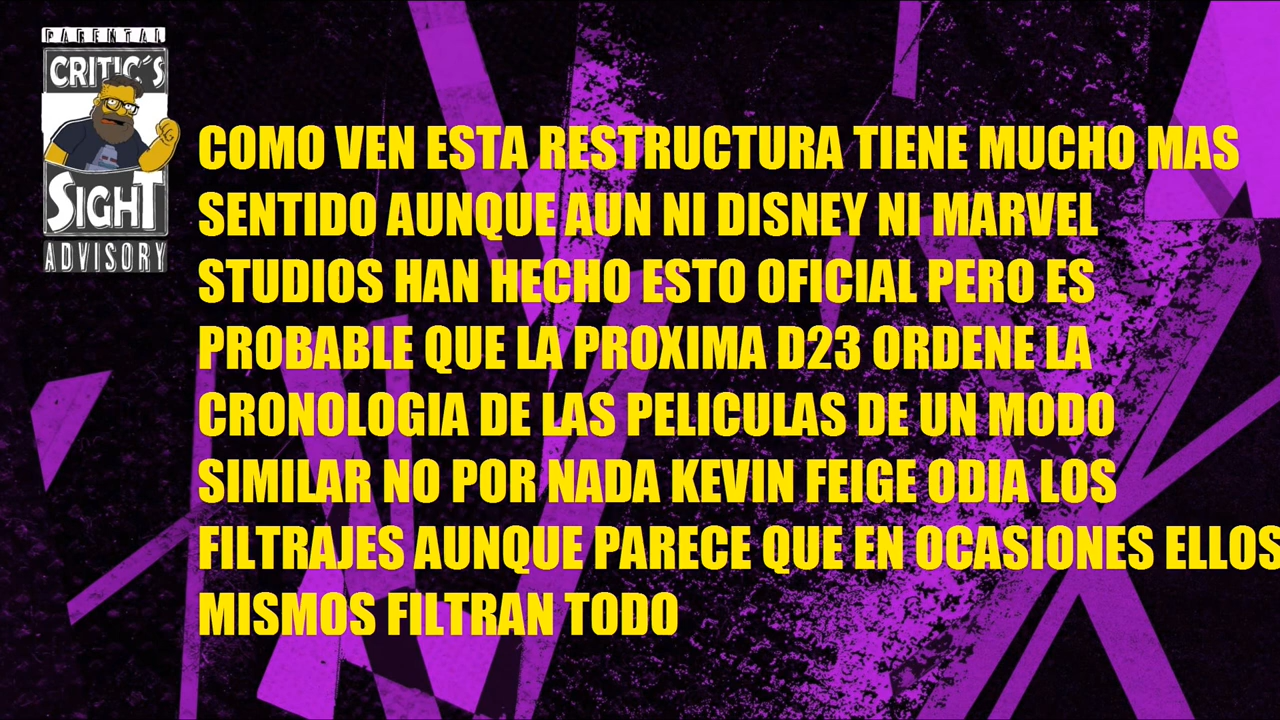 PARENTAL
CRITIC´S
SIGHT
ADVISORY
COMO VEN ESTA RESTRUCTURA TIENE MUCHO MAS
SENTIDO AUNQUE AUN NI DISNEY NI MARVEL
STUDIOS HAN HECHO ESTO OFICIAL PERO ES
PROBABLE QUE LA PROXIMA D23 ORDENE LA
CRONOLOGIA DE LAS PELICULAS DE UN MODO
SIMILAR NO POR NADA KEVIN FEIGE ODIA LOS
FILTRAJES AUNQUE PARECE QUE EN OCASIONES ELLOS
MISMOS FILTRAN TODO